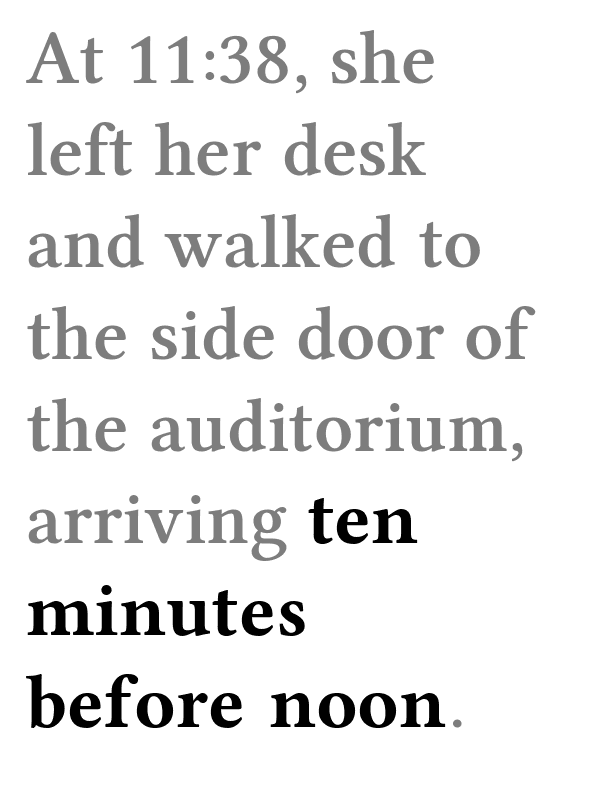 At 11:38, she
left her desk
and walked to
the side door of
the auditorium,
arriving ten
minutes
before noon.